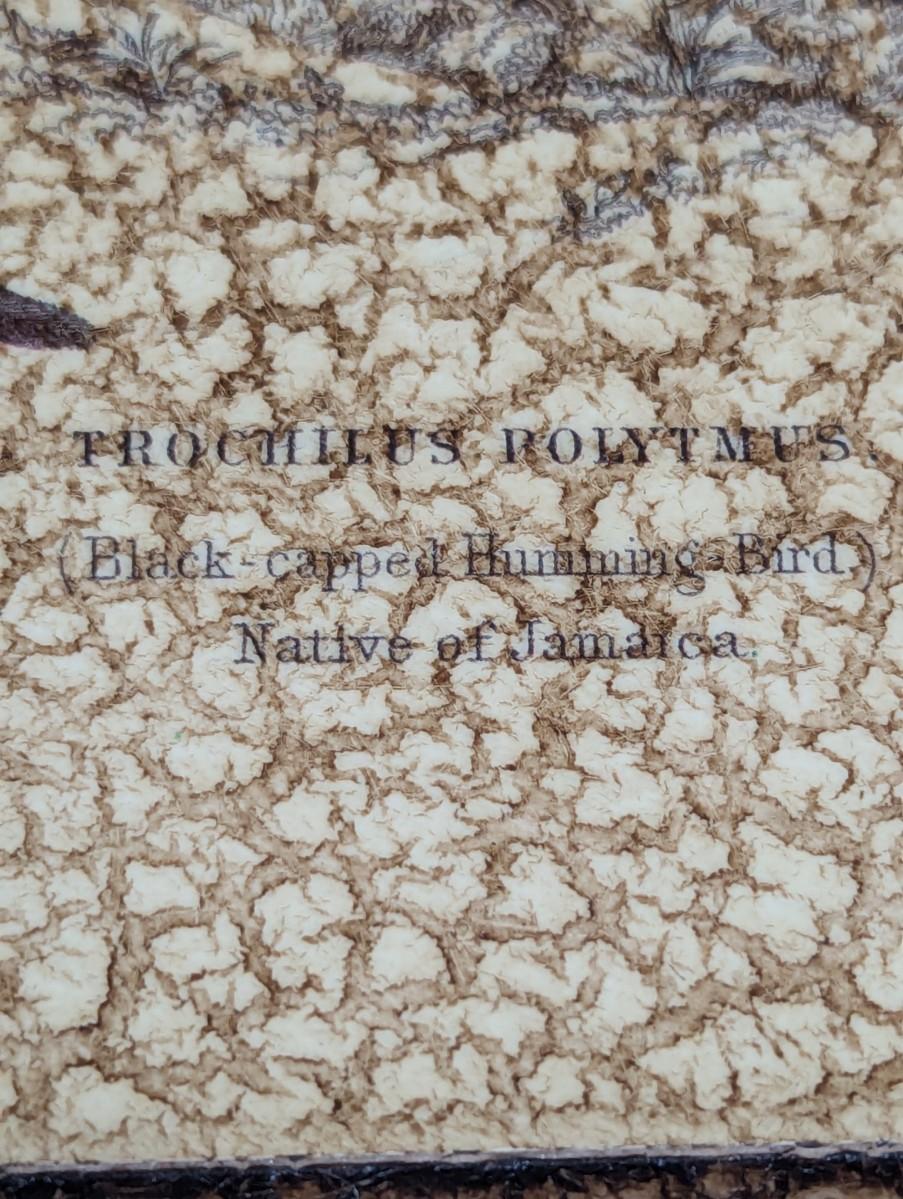 TROCHILUS POLYTMUS.
(Black-capped Humming-Bird.)
Native of Jamaica.